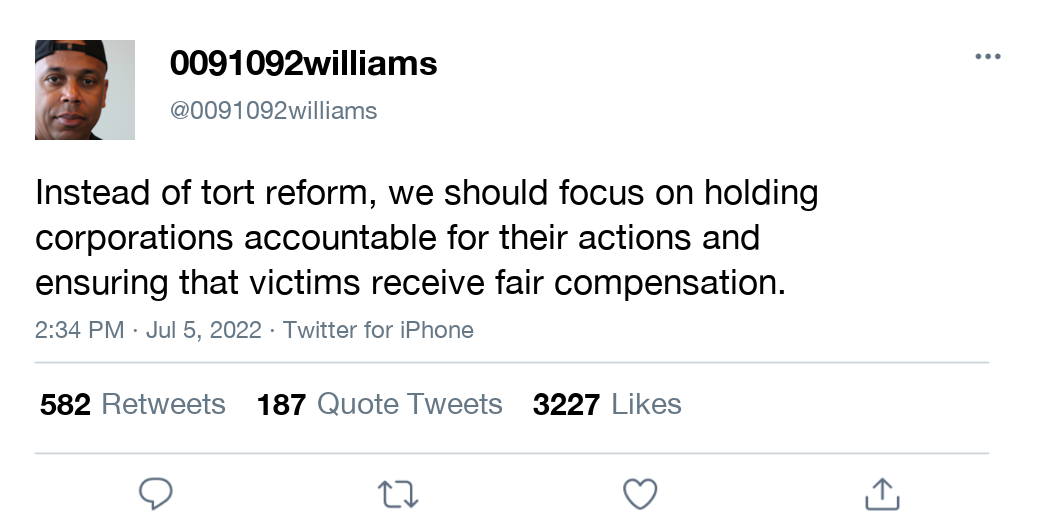 0091092williams
@0091092williams
Instead of tort reform, we should focus on holding
corporations accountable for their actions and
ensuring that victims receive fair compensation.
2:34 PM · Jul 5, 2022 · Twitter for iPhone
582 Retweets 187 Quote Tweets 3227 Likes